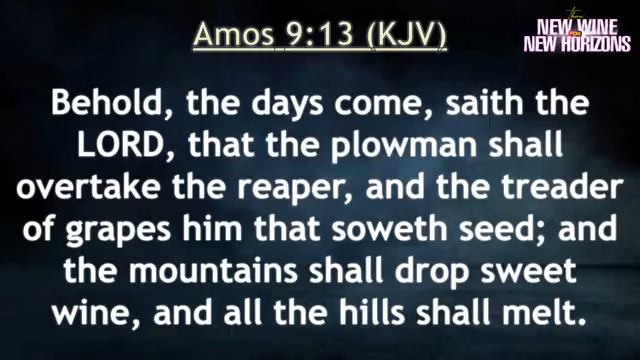 Amos 9:13 (KJV)
the
NEW WINE
FOR
NEW HORIZONS
Behold, the days come, saith the
LORD, that the plowman shall
overtake the reaper, and the treader
of grapes him that soweth seed; and
the mountains shall drop sweet
wine, and all the hills shall melt.